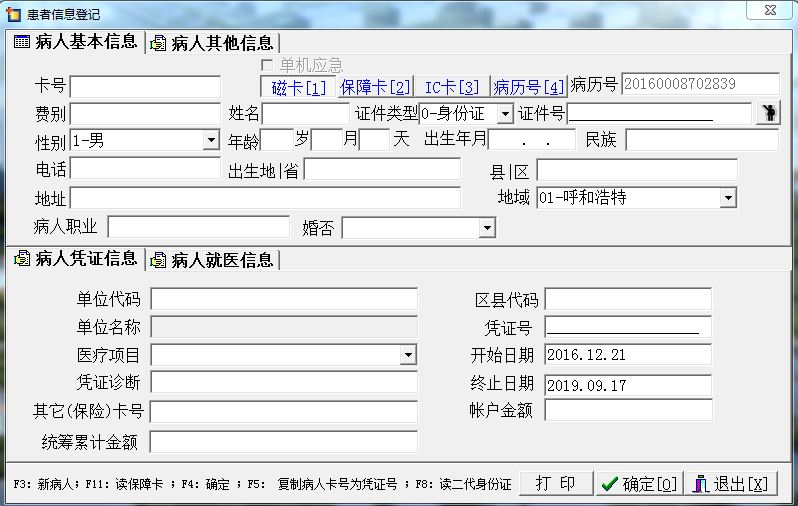 患者信息登记
病人基本信息 病人其他信息
单机应急
卡号 磁卡[1] 保障卡[2] IC卡[3] 病历号[4] 病历号 20160008702839
费别 姓名 证件类型 0-身份证 证件号
性别 1-男 年龄 岁 月 天 出生年月 . . 民族
电话 出生地|省 县|区
地址 地域 01-呼和浩特
病人职业 婚否
病人凭证信息 病人就医信息
单位代码 区县代码
单位名称 凭证号
医疗项目 开始日期 2016.12.21
凭证诊断 终止日期 2019.09.17
其它(保险)卡号 帐户金额
统筹累计金额
F3: 新病人; F11: 读保障卡 ; F4: 确定 ; F5: 复制病人卡号为凭证号 ; F8: 读二代身份证 打 印 确定[O] 退出[X]